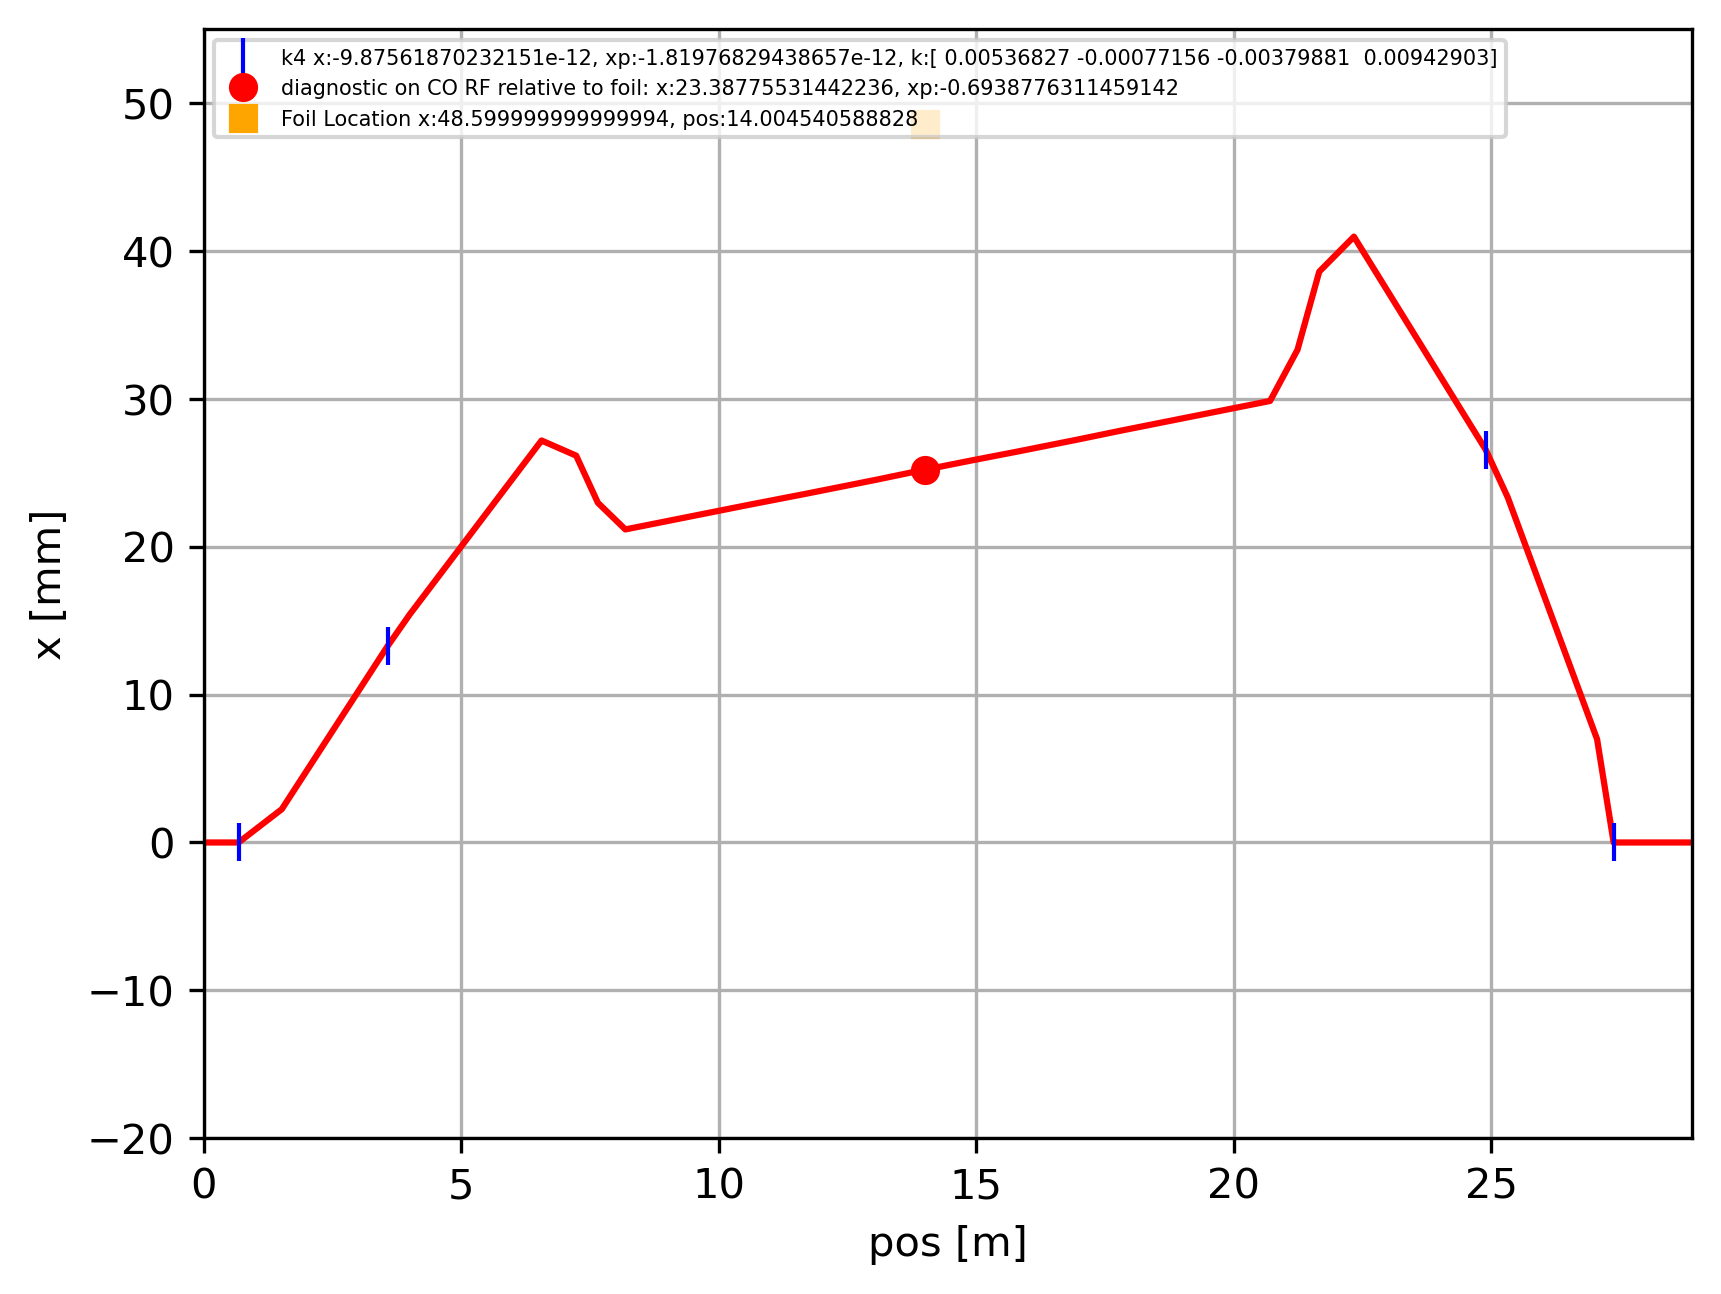 k4 x:-9.87561870232151e-12, xp:-1.81976829438657e-12, k:[ 0.00536827 -0.00077156 -0.00379881  0.00942903]
diagnostic on CO RF relative to foil: x:23.38775531442236, xp:-0.6938776311459142
Foil Location x:48.599999999999994, pos:14.004540588828
50
40
30
20
10
0
−10
−20
x [mm]
0 5 10 15 20 25
pos [m]